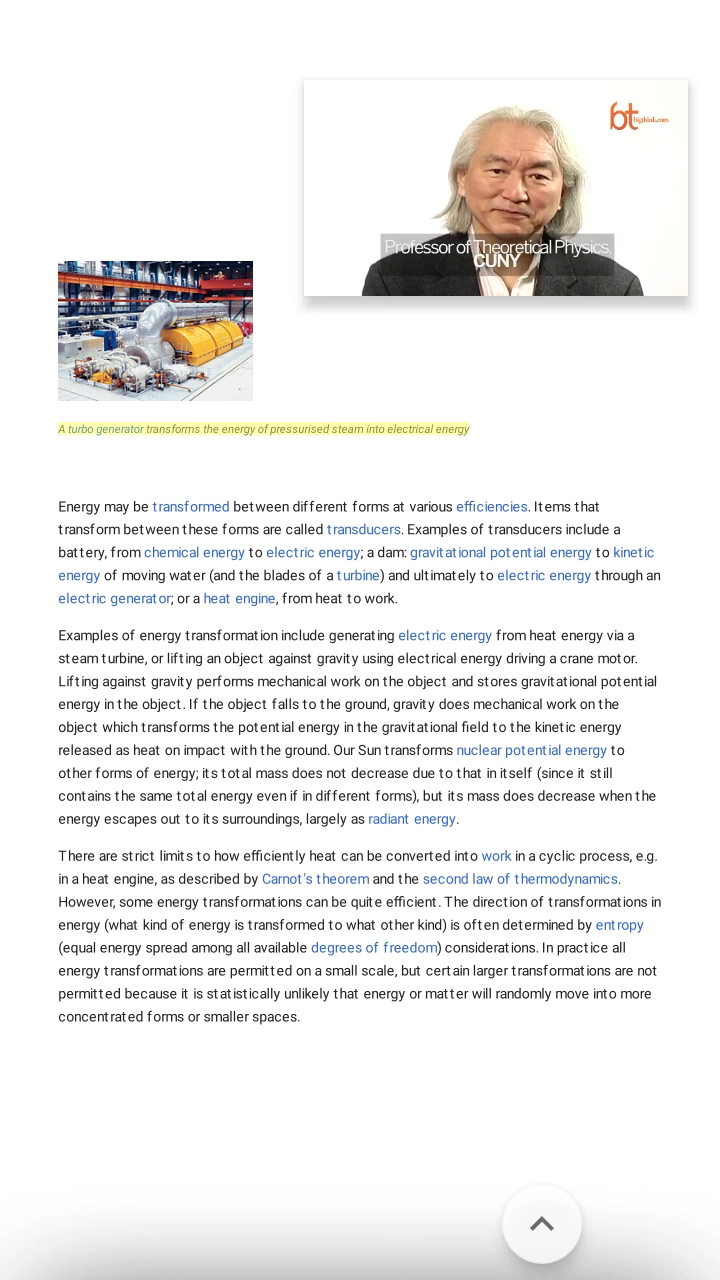 bt
bigthink.com
Professor of Theoretical Physics,
CUNY
A turbo generator transforms the energy of pressurised steam into electrical energy
Energy may be transformed between different forms at various efficiencies. Items that
transform between these forms are called transducers. Examples of transducers include a
battery, from chemical energy to electric energy; a dam: gravitational potential energy to kinetic
energy of moving water (and the blades of a turbine) and ultimately to electric energy through an
electric generator; or a heat engine, from heat to work.
Examples of energy transformation include generating electric energy from heat energy via a
steam turbine, or lifting an object against gravity using electrical energy driving a crane motor.
Lifting against gravity performs mechanical work on the object and stores gravitational potential
energy in the object. If the object falls to the ground, gravity does mechanical work on the
object which transforms the potential energy in the gravitational field to the kinetic energy
released as heat on impact with the ground. Our Sun transforms nuclear potential energy to
other forms of energy; its total mass does not decrease due to that in itself (since it still
contains the same total energy even if in different forms), but its mass does decrease when the
energy escapes out to its surroundings, largely as radiant energy.
There are strict limits to how efficiently heat can be converted into work in a cyclic process, e.g.
in a heat engine, as described by Carnot's theorem and the second law of thermodynamics.
However, some energy transformations can be quite efficient. The direction of transformations in
energy (what kind of energy is transformed to what other kind) is often determined by entropy
(equal energy spread among all available degrees of freedom) considerations. In practice all
energy transformations are permitted on a small scale, but certain larger transformations are not
permitted because it is statistically unlikely that energy or matter will randomly move into more
concentrated forms or smaller spaces.